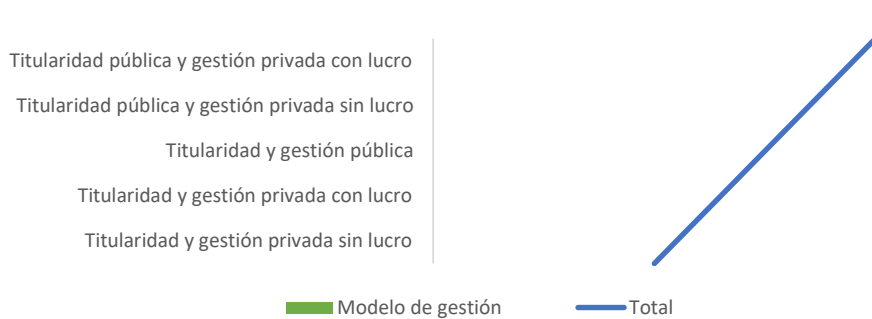 Titularidad pública y gestión privada con lucro
Titularidad pública y gestión privada sin lucro
Titularidad y gestión pública
Titularidad y gestión privada con lucro
Titularidad y gestión privada sin lucro
Modelo de gestión Total